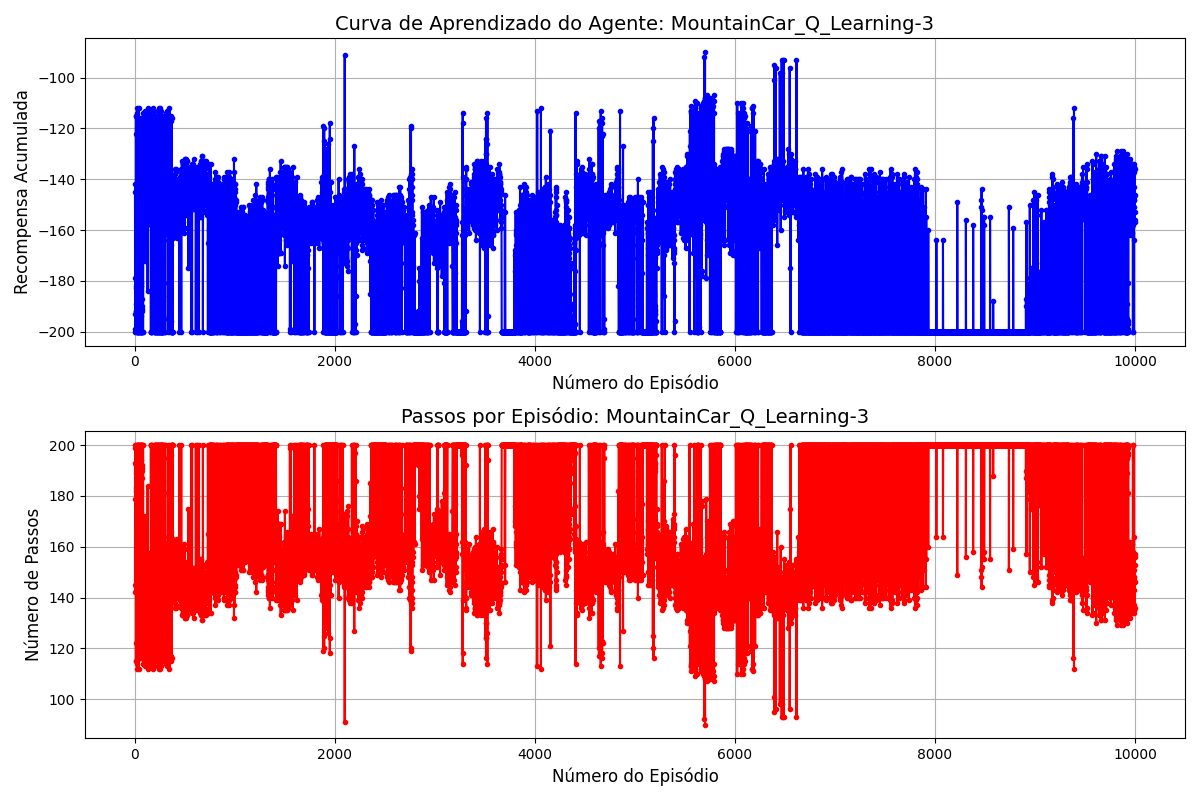 Curva de Aprendizado do Agente: MountainCar_Q_Learning-3
Recompensa Acumulada
−100
−120
−140
−160
−180
−200
0 2000 4000 6000 8000 10000
Número do Episódio
Passos por Episódio: MountainCar_Q_Learning-3
Número de Passos
200
180
160
140
120
100
0 2000 4000 6000 8000 10000
Número do Episódio